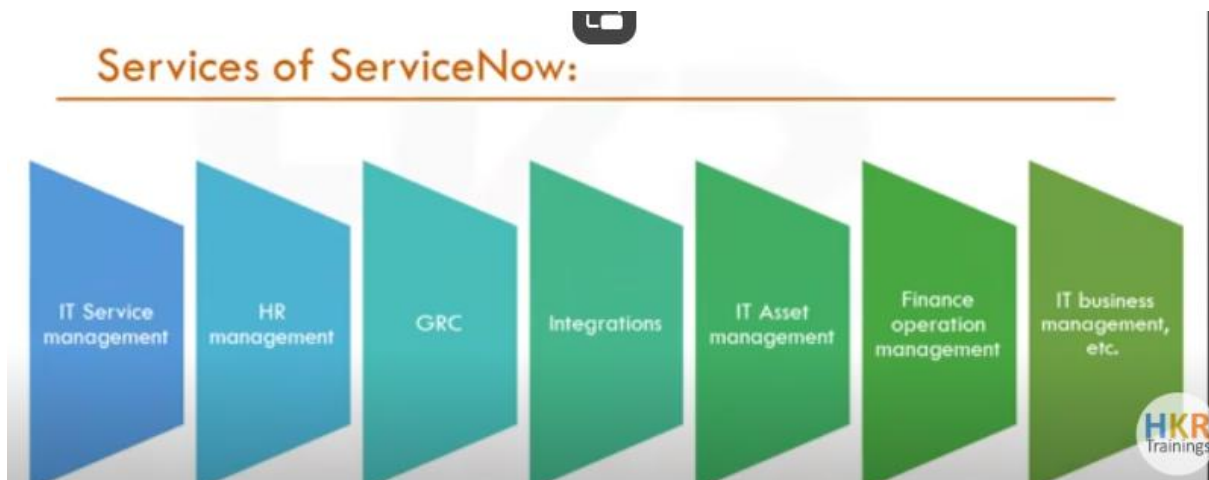 Services of ServiceNow:
IT Service
management
HR
management
GRC
Integrations
IT Asset
management
Finance
operation
management
IT business
management,
etc.
HKR
Trainings